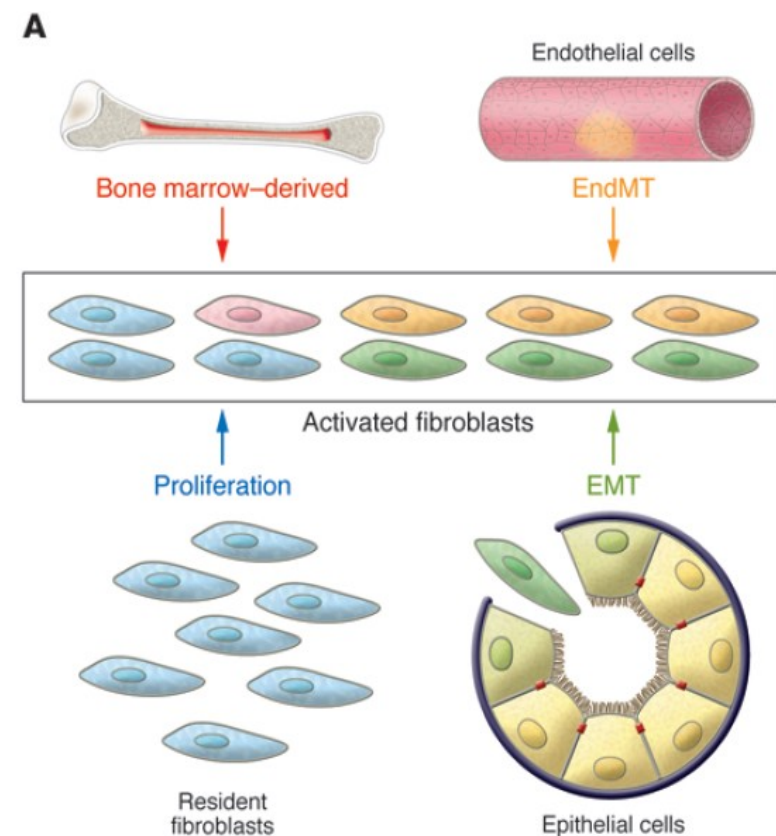 A
Endothelial cells
Bone marrow–derived
EndMT
Activated fibroblasts
Proliferation
EMT
Resident
fibroblasts
Epithelial cells